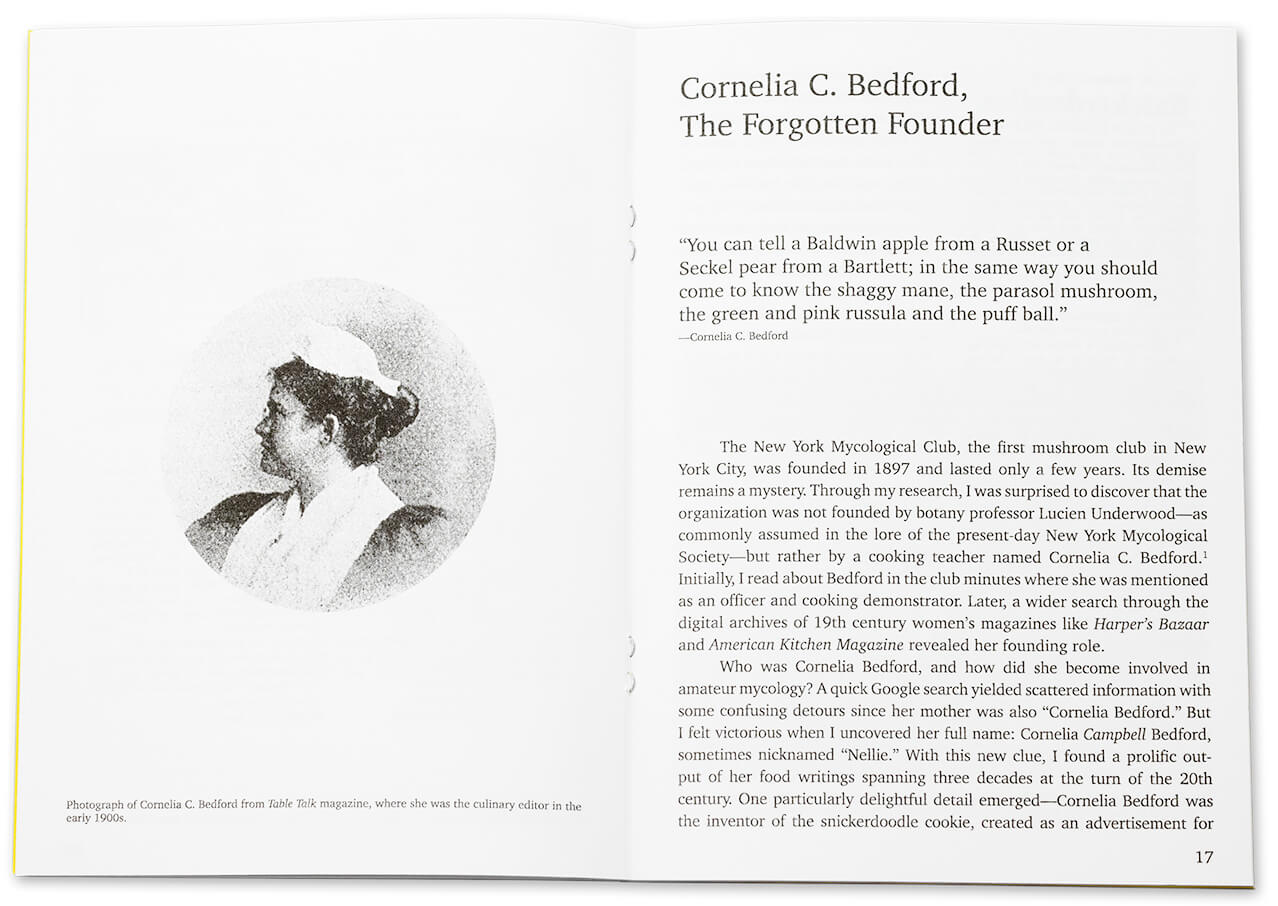 Photograph of Cornelia C. Bedford from Table Talk magazine, where she was the culinary editor in the
early 1900s.
Cornelia C. Bedford,
The Forgotten Founder
“You can tell a Baldwin apple from a Russet or a
Seckel pear from a Bartlett; in the same way you should
come to know the shaggy mane, the parasol mushroom,
the green and pink russula and the puff ball.”
—Cornelia C. Bedford
The New York Mycological Club, the first mushroom club in New
York City, was founded in 1897 and lasted only a few years. Its demise
remains a mystery. Through my research, I was surprised to discover that the
organization was not founded by botany professor Lucien Underwood—as
commonly assumed in the lore of the present-day New York Mycological
Society—but rather by a cooking teacher named Cornelia C. Bedford.¹
Initially, I read about Bedford in the club minutes where she was mentioned
as an officer and cooking demonstrator. Later, a wider search through the
digital archives of 19th century women’s magazines like Harper’s Bazaar
and American Kitchen Magazine revealed her founding role.
Who was Cornelia Bedford, and how did she become involved in
amateur mycology? A quick Google search yielded scattered information with
some confusing detours since her mother was also “Cornelia Bedford.” But
I felt victorious when I uncovered her full name: Cornelia Campbell Bedford,
sometimes nicknamed “Nellie.” With this new clue, I found a prolific out-
put of her food writings spanning three decades at the turn of the 20th
century. One particularly delightful detail emerged—Cornelia Bedford was
the inventor of the snickerdoodle cookie, created as an advertisement for
17